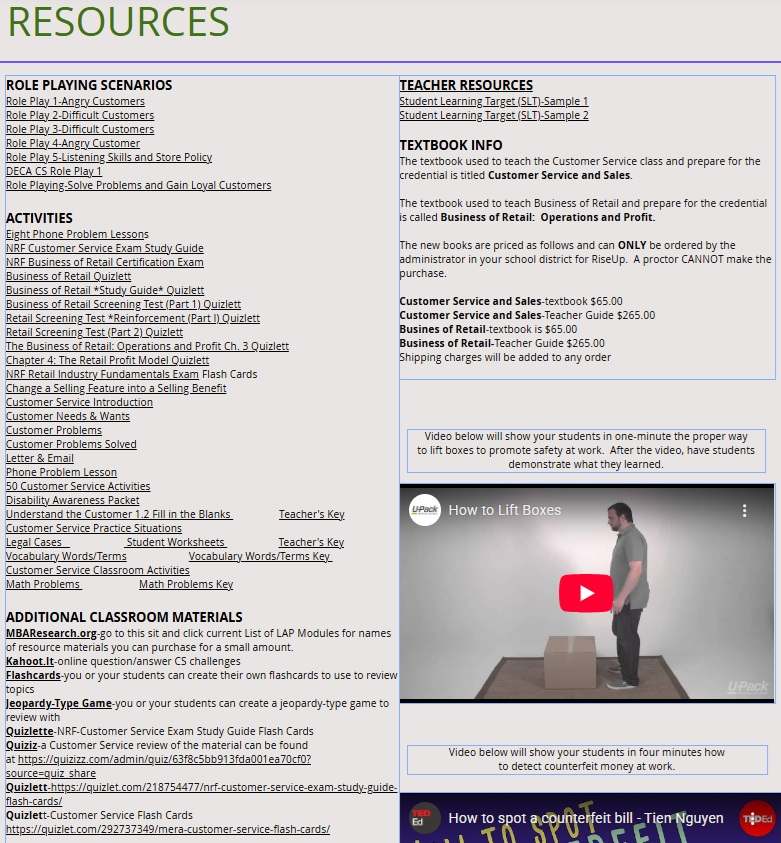 RESOURCES
ROLE PLAYING SCENARIOS
Role Play 1-Angry Customers
Role Play 2-Difficult Customers
Role Play 3-Difficult Customers
Role Play 4-Angry Customer
Role Play 5-Listening Skills and Store Policy
DECA CS Role Play 1
Role Playing-Solve Problems and Gain Loyal Customers
ACTIVITIES
Eight Phone Problem Lessons
NRF Customer Service Exam Study Guide
NRF Business of Retail Certification Exam
Business of Retail Quizlett
Business of Retail *Study Guide* Quizlett
Business of Retail Screening Test (Part 1) Quizlett
Retail Screening Test *Reinforcement (Part I) Quizlett
Retail Screening Test (Part 2) Quizlett
The Business of Retail: Operations and Profit Ch. 3 Quizlett
Chapter 4: The Retail Profit Model Quizlett
NRF Retail Industry Fundamentals Exam Flash Cards
Change a Selling Feature into a Selling Benefit
Customer Service Introduction
Customer Needs & Wants
Customer Problems
Customer Problems Solved
Letter & Email
Phone Problem Lesson
50 Customer Service Activities
Disability Awareness Packet
Understand the Customer 1.2 Fill in the Blanks Teacher's Key
Customer Service Practice Situations
Legal Cases Student Worksheets Teacher's Key
Vocabulary Words/Terms Vocabulary Words/Terms Key
Customer Service Classroom Activities
Math Problems Math Problems Key
ADDITIONAL CLASSROOM MATERIALS
MBAResearch.org-go to this sit and click current List of LAP Modules for names
of resource materials you can purchase for a small amount.
Kahoot.It-online question/answer CS challenges
Flashcards-you or your students can create their own flashcards to use to review
topics
Jeopardy-Type Game-you or your students can create a jeopardy-type game to
review with
Quizlette-NRF-Customer Service Exam Study Guide Flash Cards
Quiziz-a Customer Service review of the material can be found
at https://quizizz.com/admin/quiz/63f8c5bb913fda001ea70cf0?
source=quiz_share
Quizlett-https://quizlet.com/218754477/nrf-customer-service-exam-study-guide-
flash-cards/
Quizlett-Customer Service Flash Cards
https://quizlet.com/292737349/mera-customer-service-flash-cards/
TEACHER RESOURCES
Student Learning Target (SLT)-Sample 1
Student Learning Target (SLT)-Sample 2
TEXTBOOK INFO
The textbook used to teach the Customer Service class and prepare for the
credential is titled Customer Service and Sales.
The textbook used to teach Business of Retail and prepare for the credential
is called Business of Retail: Operations and Profit.
The new books are priced as follows and can ONLY be ordered by the
administrator in your school district for RiseUp. A proctor CANNOT make the
purchase.
Customer Service and Sales-textbook $65.00
Customer Service and Sales-Teacher Guide $265.00
Busines of Retail-textbook is $65.00
Business of Retail-Teacher Guide $265.00
Shipping charges will be added to any order
Video below will show your students in one-minute the proper way
to lift boxes to promote safety at work. After the video, have students
demonstrate what they learned.
U-Pack
How to Lift Boxes
U-Pack
Video below will show your students in four minutes how
to detect counterfeit money at work.
TED Ed
How to spot a counterfeit bill - Tien Nguyen
TEDEd
TO SPOT